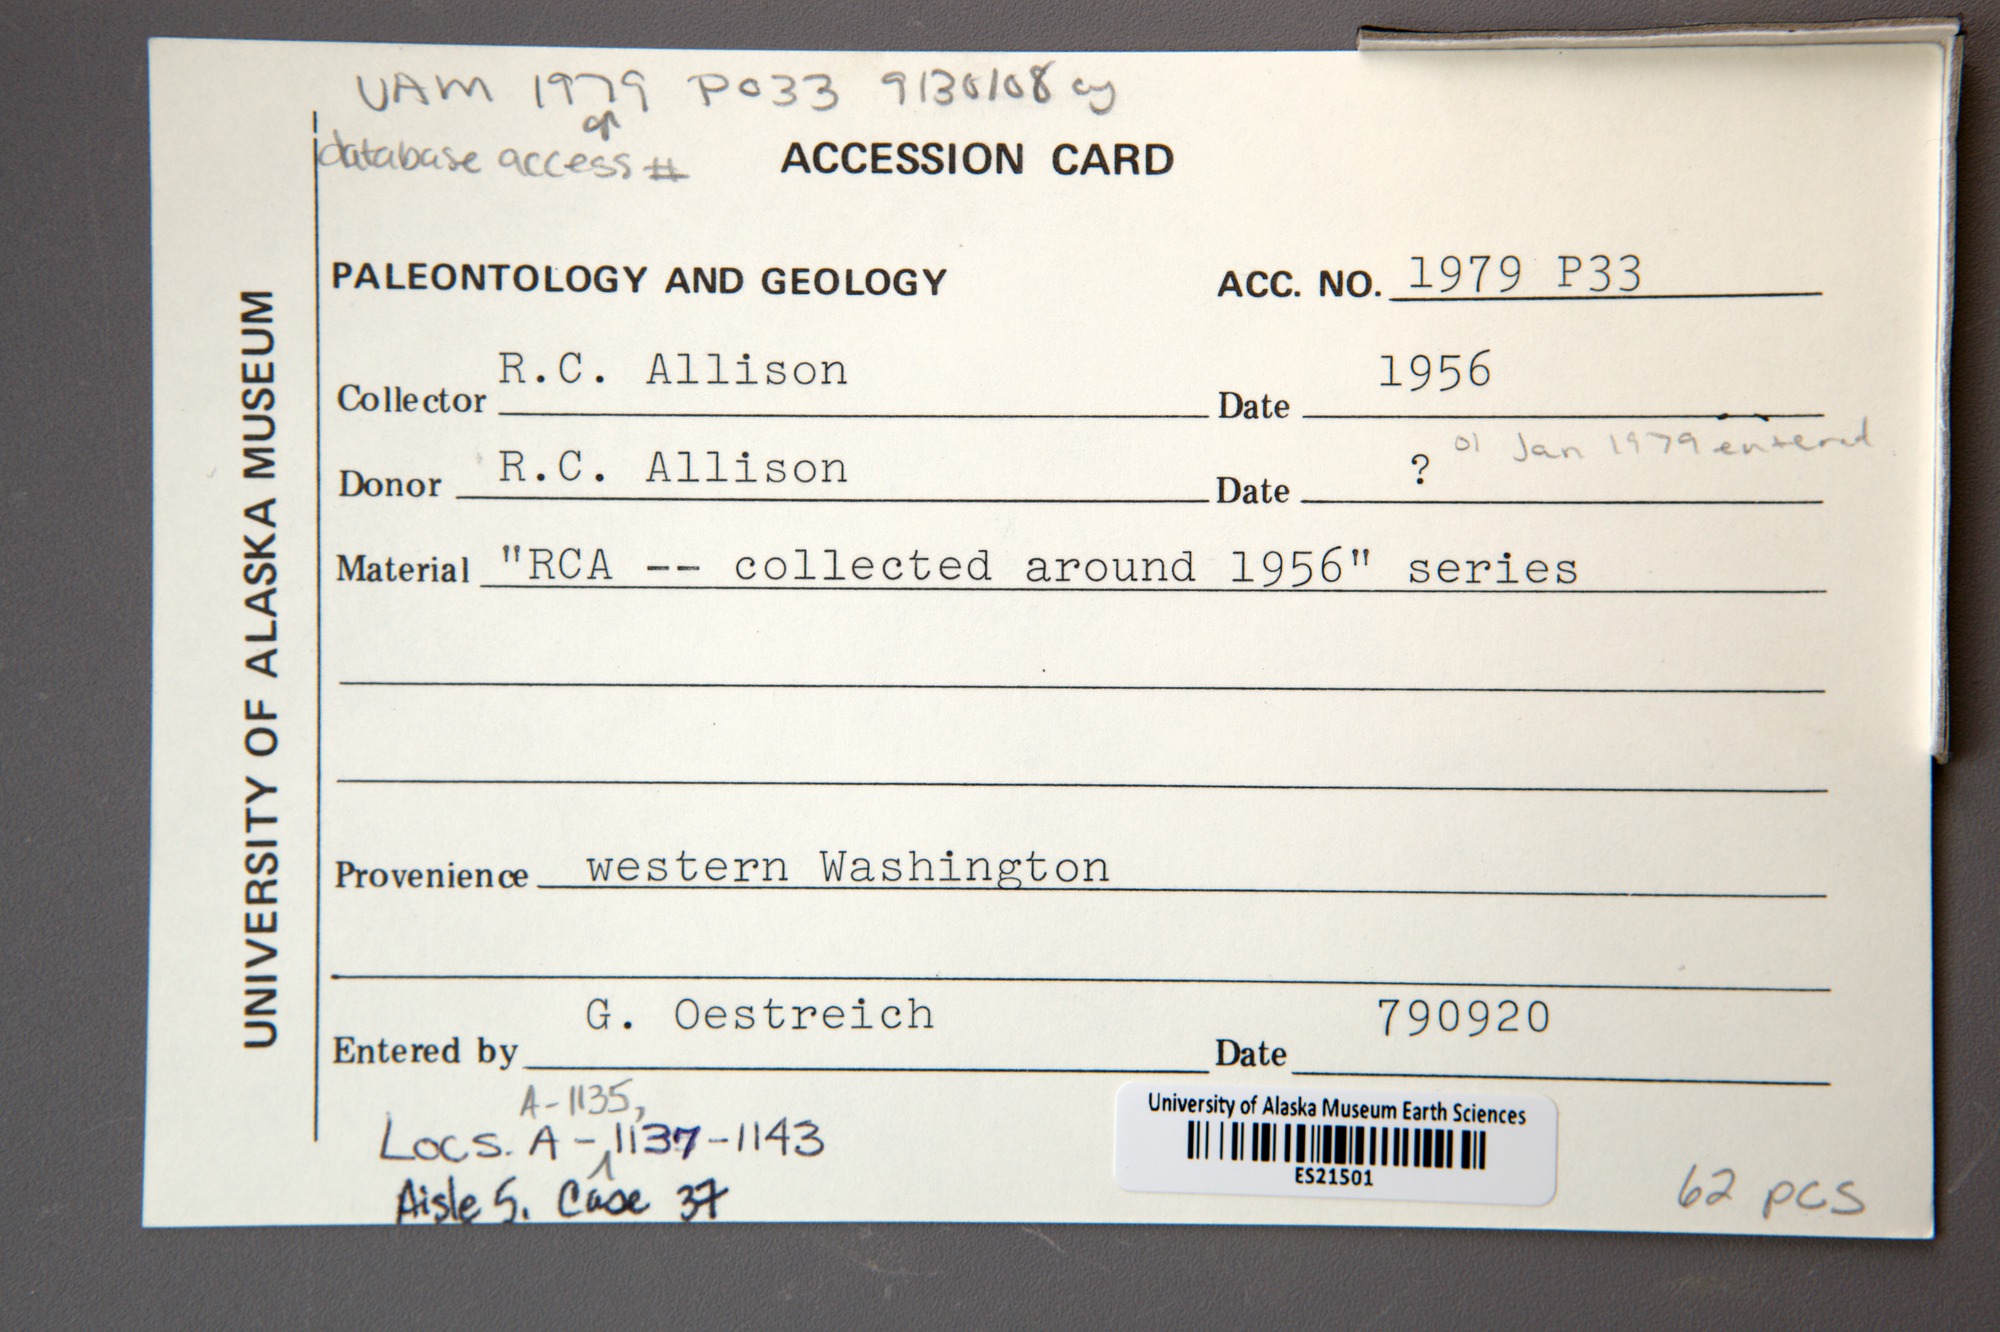 UAM 1979 P033 9/30/08 cy
database access #
ACCESSION CARD
UNIVERSITY OF ALASKA MUSEUM
PALEONTOLOGY AND GEOLOGY ACC. NO. 1979 P33
Collector R.C. Allison Date 1956
01 Jan 1979 entered
Donor R.C. Allison Date ?
Material "RCA -- collected around 1956" series
Provenience western Washington
Entered by G. Oestreich Date 790920
A-1135,
Locs. A-1137-1143
Aisle 5. Case 37
University of Alaska Museum Earth Sciences
ES21501
62 pcs